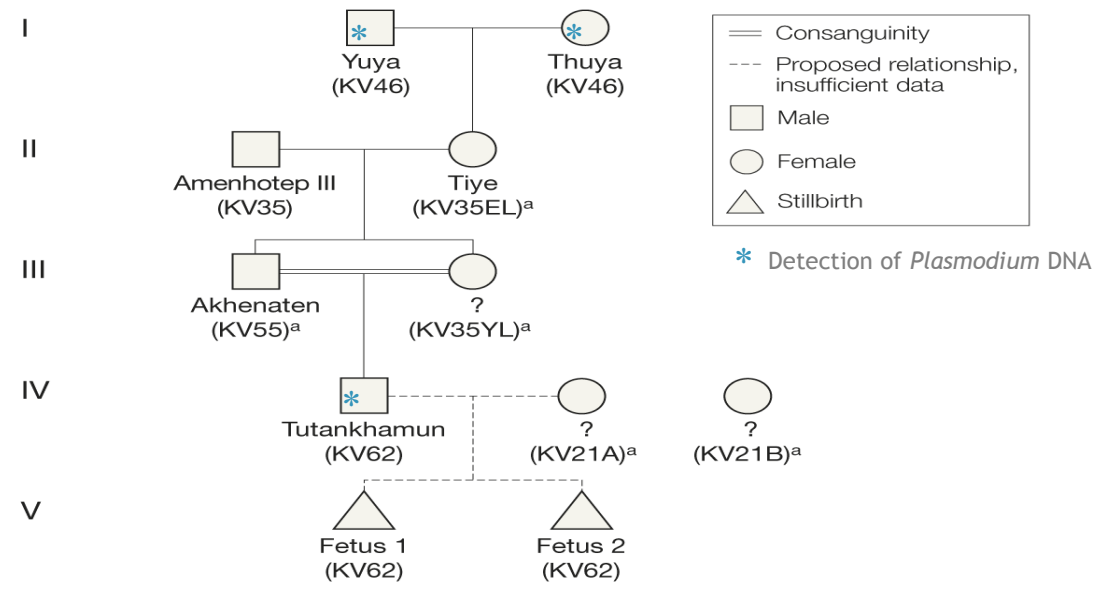 I
Yuya
(KV46)
Thuya
(KV46)
Consanguinity
Proposed relationship,
insufficient data
Male
Female
Stillbirth
* Detection of Plasmodium DNA
II
Amenhotep III
(KV35)
Tiye
(KV35EL)ᵃ
III
Akhenaten
(KV55)ᵃ
?
(KV35YL)ᵃ
IV
Tutankhamun
(KV62)
?
(KV21A)ᵃ
?
(KV21B)ᵃ
V
Fetus 1
(KV62)
Fetus 2
(KV62)